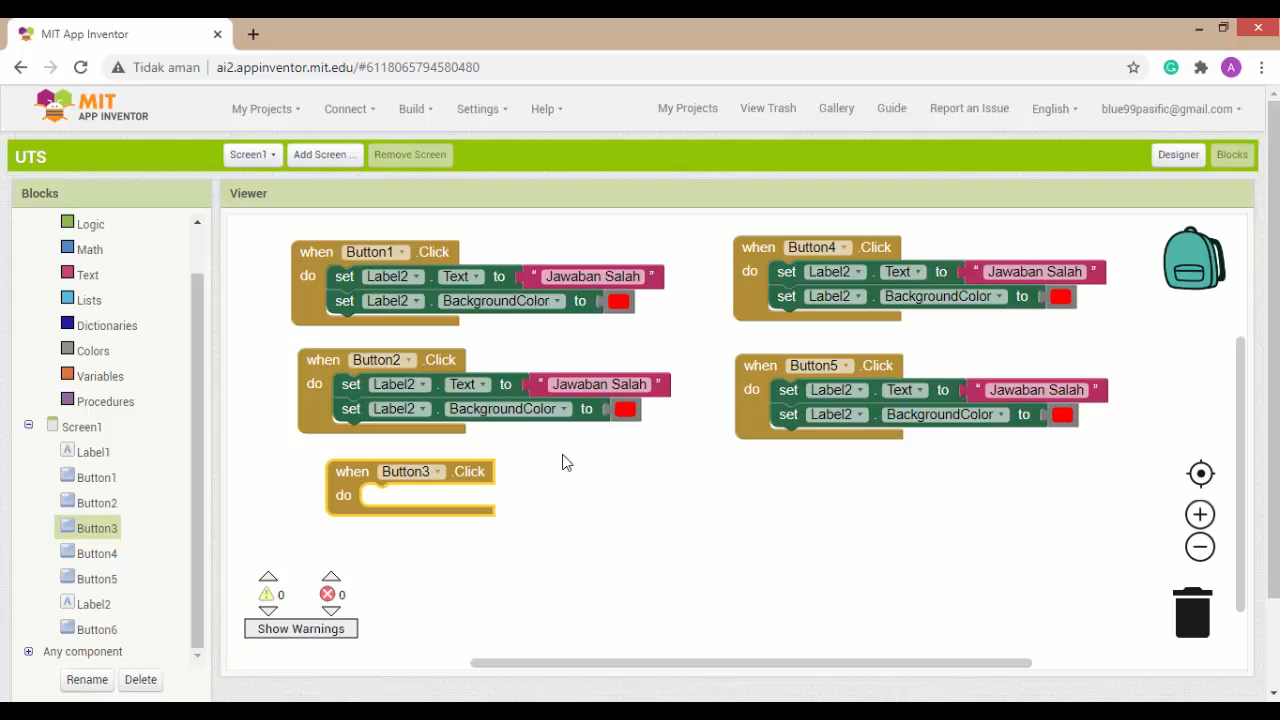 MIT App Inventor
Tidak aman
ai2.appinventor.mit.edu/#6118065794580480
A
MIT
APP INVENTOR
My Projects
Connect
Build
Settings
Help
My Projects
View Trash
Gallery
Guide
Report an Issue
English
blue99pasific@gmail.com
UTS
Screen1
Add Screen ...
Remove Screen
Designer
Blocks
Blocks
Viewer
Logic
Math
Text
Lists
Dictionaries
Colors
Variables
Procedures
Screen1
A Label1
Button1
Button2
Button3
Button4
Button5
A Label2
Button6
Any component
Rename
Delete
when Button1 .Click
do set Label2 . Text to " Jawaban Salah "
set Label2 . BackgroundColor to
when Button2 .Click
do set Label2 . Text to " Jawaban Salah "
set Label2 . BackgroundColor to
when Button3 .Click
do
when Button4 .Click
do set Label2 . Text to " Jawaban Salah "
set Label2 . BackgroundColor to
when Button5 .Click
do set Label2 . Text to " Jawaban Salah "
set Label2 . BackgroundColor to
0
0
Show Warnings